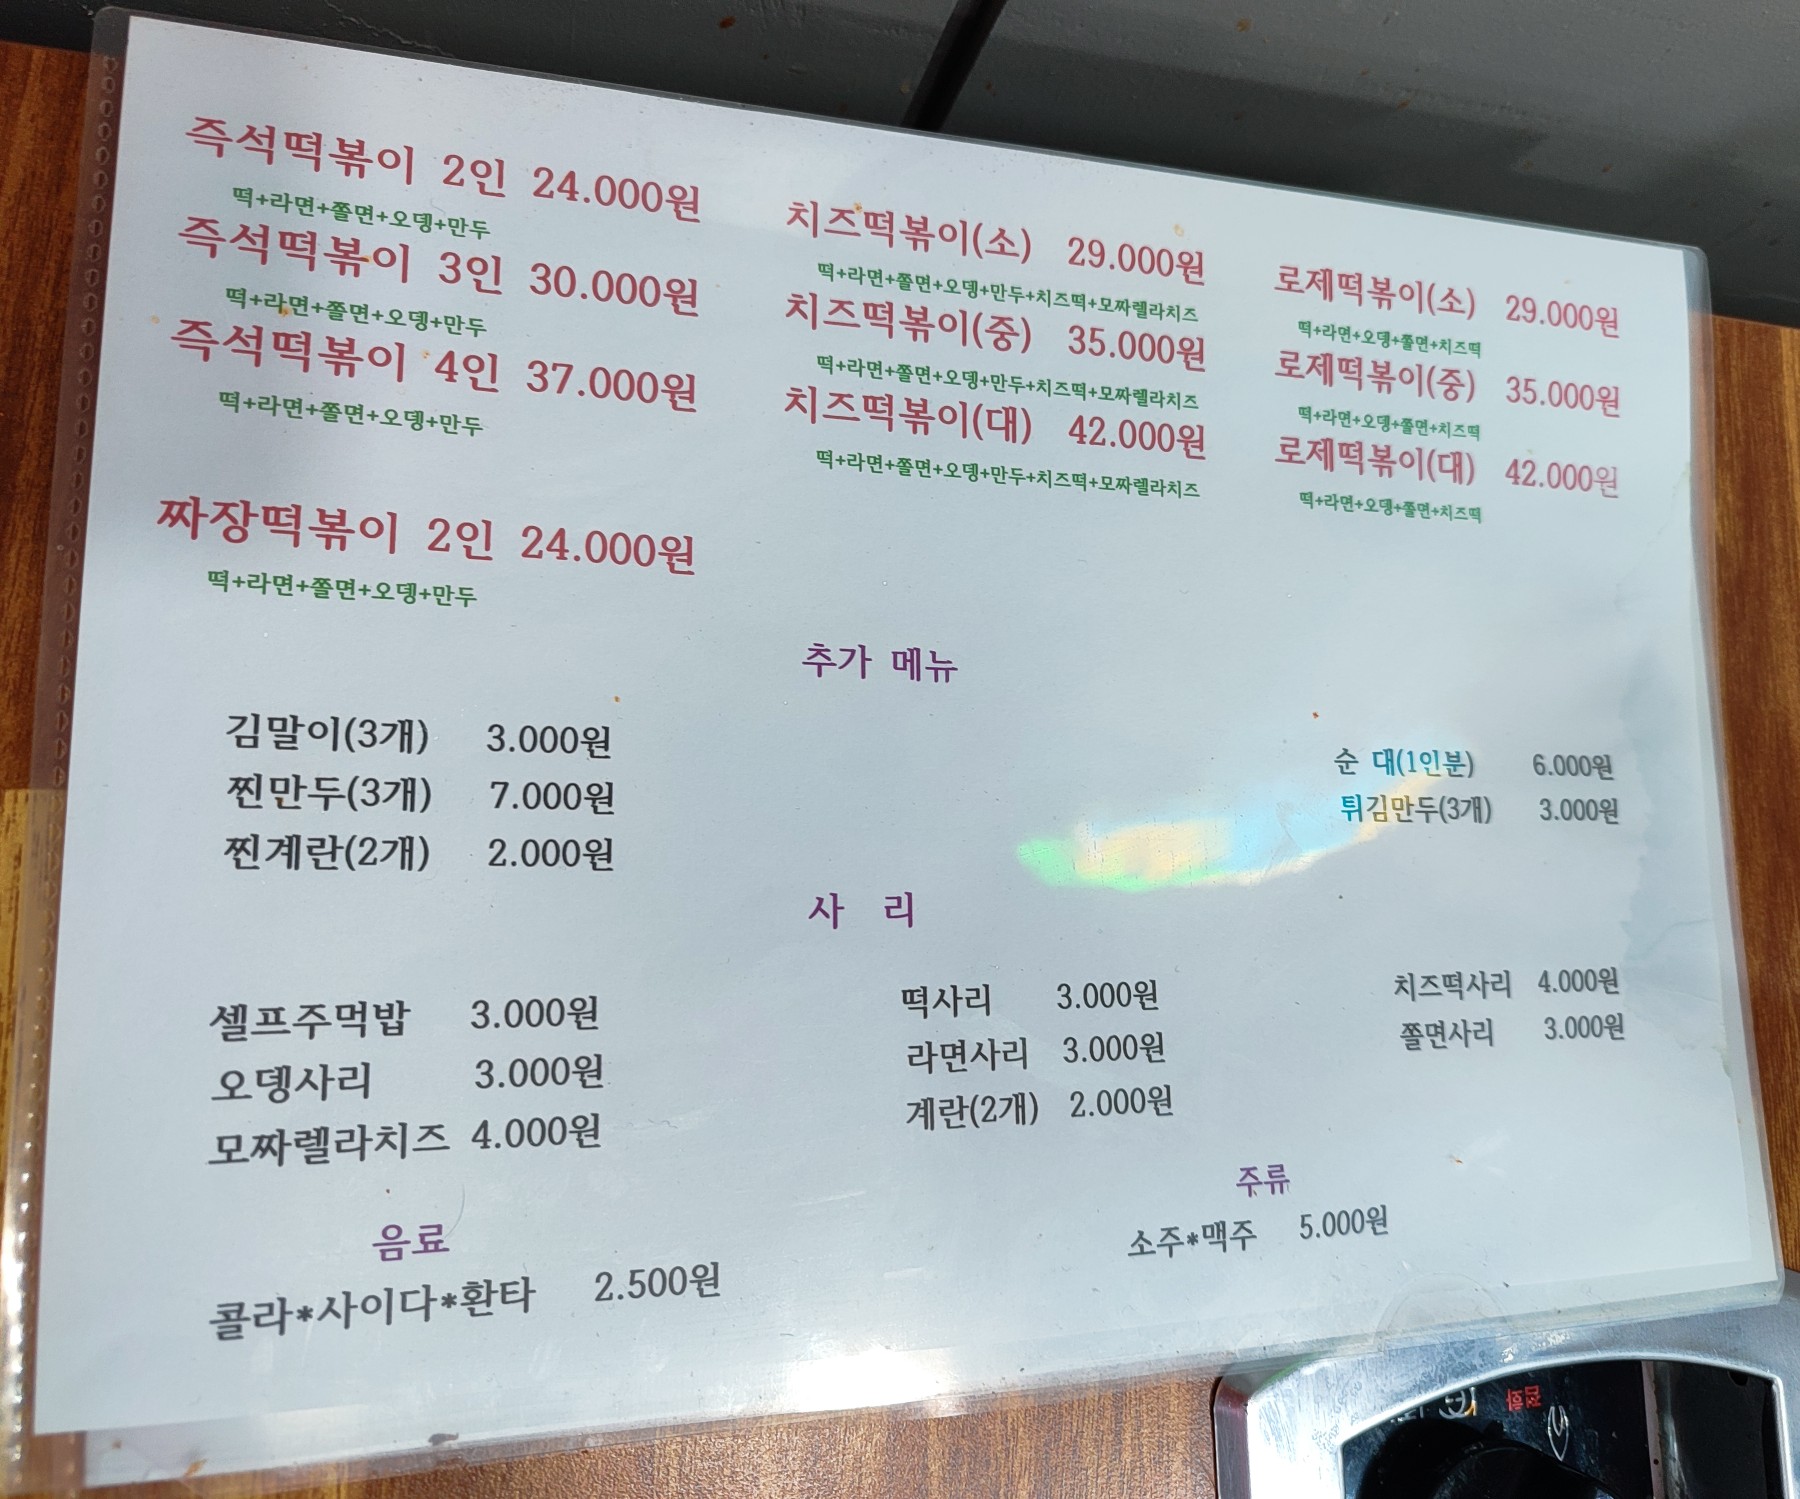 즉석떡볶이 2인 24.000원
떡+라면+쫄면+오뎅+만두
즉석떡볶이 3인 30.000원
떡+라면+쫄면+오뎅+만두
즉석떡볶이 4인 37.000원
떡+라면+쫄면+오뎅+만두
짜장떡볶이 2인 24.000원
떡+라면+쫄면+오뎅+만두
치즈떡볶이(소) 29.000원
떡+라면+쫄면+오뎅+만두+치즈떡+모짜렐라치즈
치즈떡볶이(중) 35.000원
떡+라면+쫄면+오뎅+만두+치즈떡+모짜렐라치즈
치즈떡볶이(대) 42.000원
떡+라면+쫄면+오뎅+만두+치즈떡+모짜렐라치즈
로제떡볶이(소) 29.000원
떡+라면+오뎅+쫄면+치즈떡
로제떡볶이(중) 35.000원
떡+라면+오뎅+쫄면+치즈떡
로제떡볶이(대) 42.000원
떡+라면+오뎅+쫄면+치즈떡
추가 메뉴
김말이(3개) 3.000원
찐만두(3개) 7.000원
찐계란(2개) 2.000원
순 대(1인분) 6.000원
튀김만두(3개) 3.000원
사 리
셀프주먹밥 3.000원
오뎅사리 3.000원
모짜렐라치즈 4.000원
떡사리 3.000원
라면사리 3.000원
계란(2개) 2.000원
치즈떡사리 4.000원
쫄면사리 3.000원
음료
콜라*사이다*환타 2.500원
주류
소주*맥주 5.000원
점화